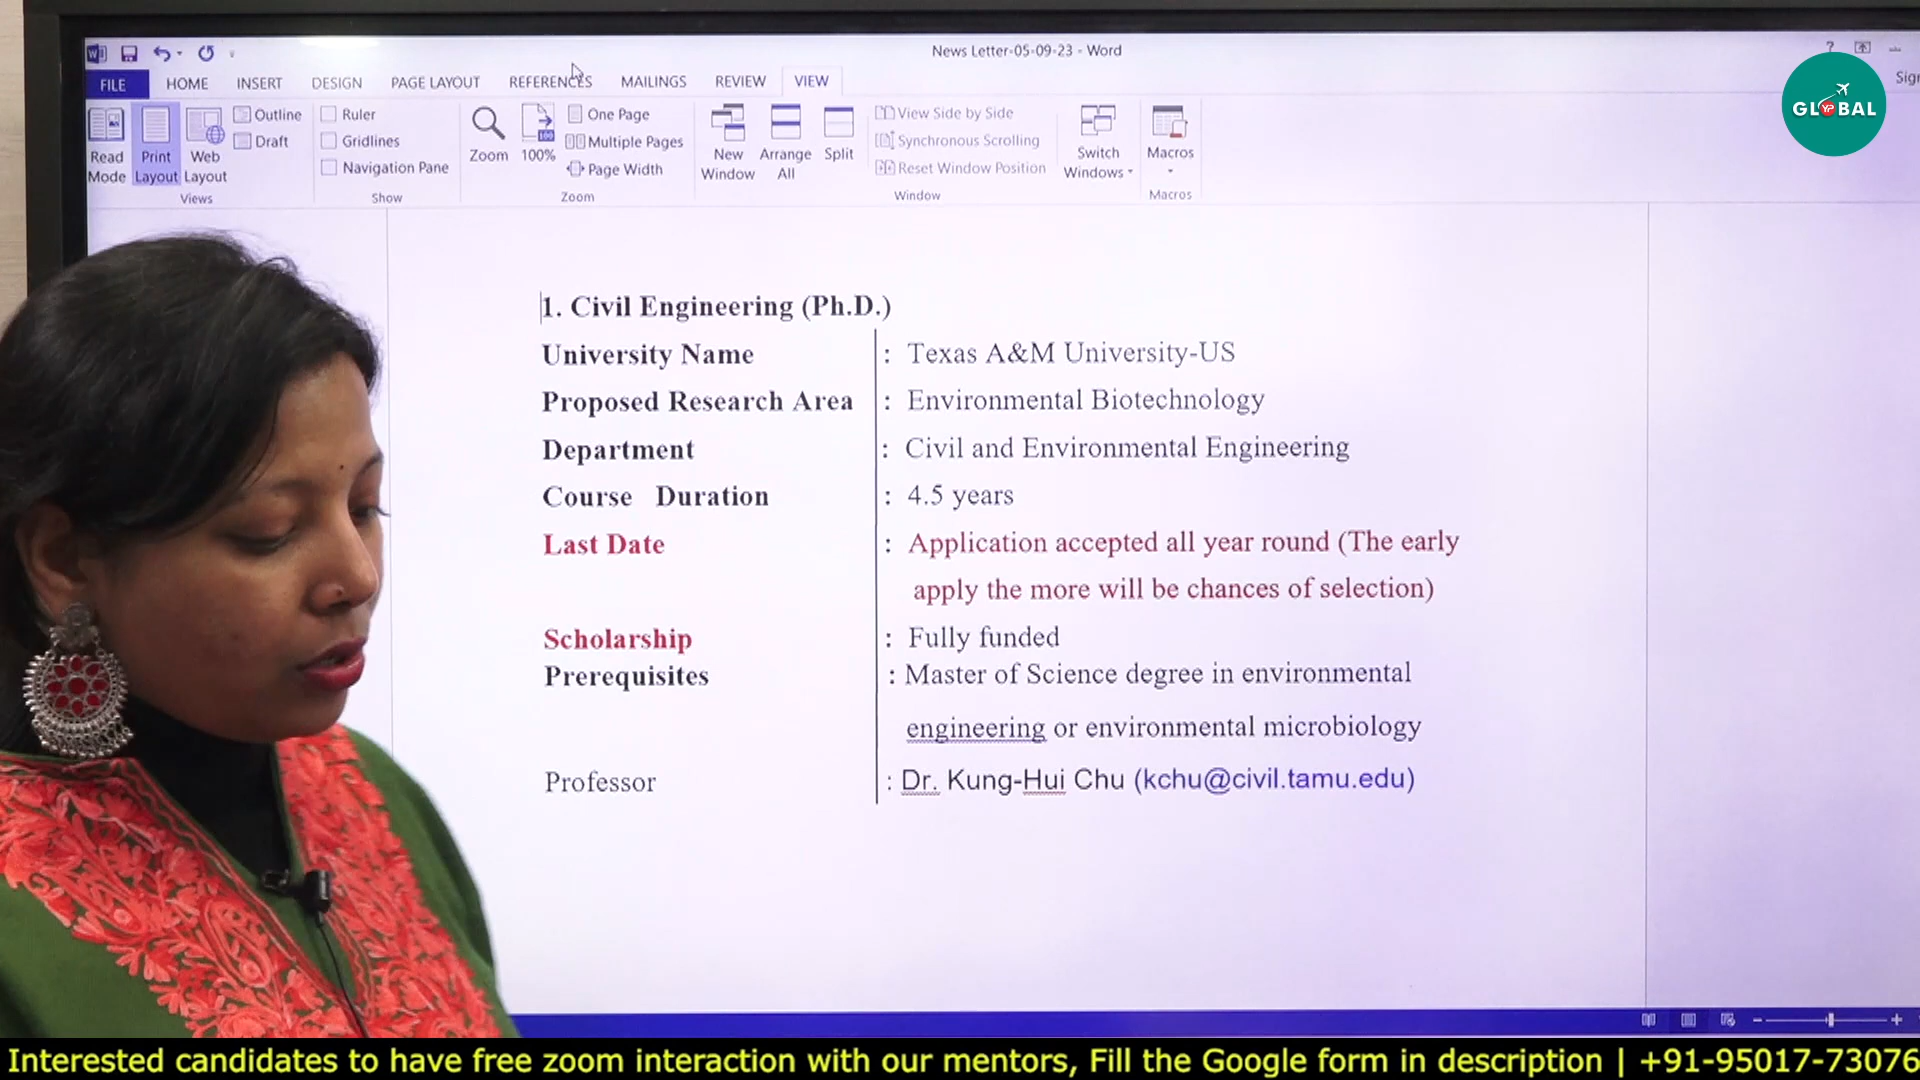 News Letter-05-09-23 - Word
?
FILE HOME INSERT DESIGN PAGE LAYOUT REFERENCES MAILINGS REVIEW VIEW
GLOBAL
YP
Read Mode
Print Layout
Web Layout
Outline
Draft
Views
Ruler
Gridlines
Navigation Pane
Show
Zoom
100
100%
One Page
Multiple Pages
Page Width
Zoom
New Window
Arrange All
Split
View Side by Side
Synchronous Scrolling
Reset Window Position
Window
Switch Windows
Macros
Macros
1. Civil Engineering (Ph.D.)
University Name : Texas A&M University-US
Proposed Research Area : Environmental Biotechnology
Department : Civil and Environmental Engineering
Course Duration : 4.5 years
Last Date : Application accepted all year round (The early
apply the more will be chances of selection)
Scholarship : Fully funded
Prerequisites : Master of Science degree in environmental
engineering or environmental microbiology
Professor : Dr. Kung-Hui Chu (kchu@civil.tamu.edu)
Interested candidates to have free zoom interaction with our mentors, Fill the Google form in description | +91-95017-73076